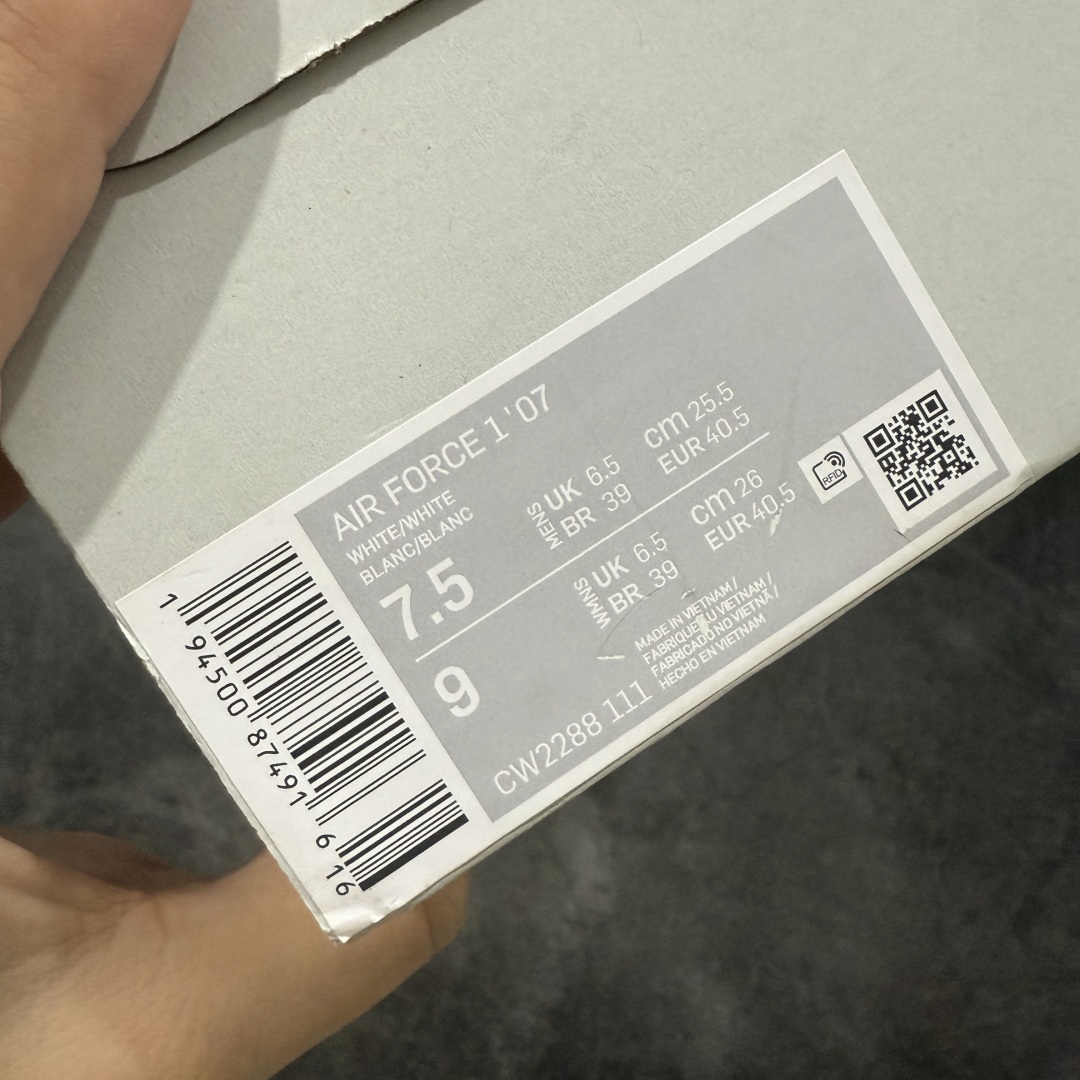 AIR FORCE 1 '07
WHITE/WHITE
BLANC/BLANC
7.5
MENS
UK 6.5
BR 39
cm 25.5
EUR 40.5
9
WMNS
UK 6.5
BR 39
cm 26
EUR 40.5
RFID
CW2288 111
MADE IN VIETNAM /
FABRIQUÉ AU VIETNAM /
FABRICADO NO VIETNÃ /
HECHO EN VIETNAM
1 94500 87491 6 16